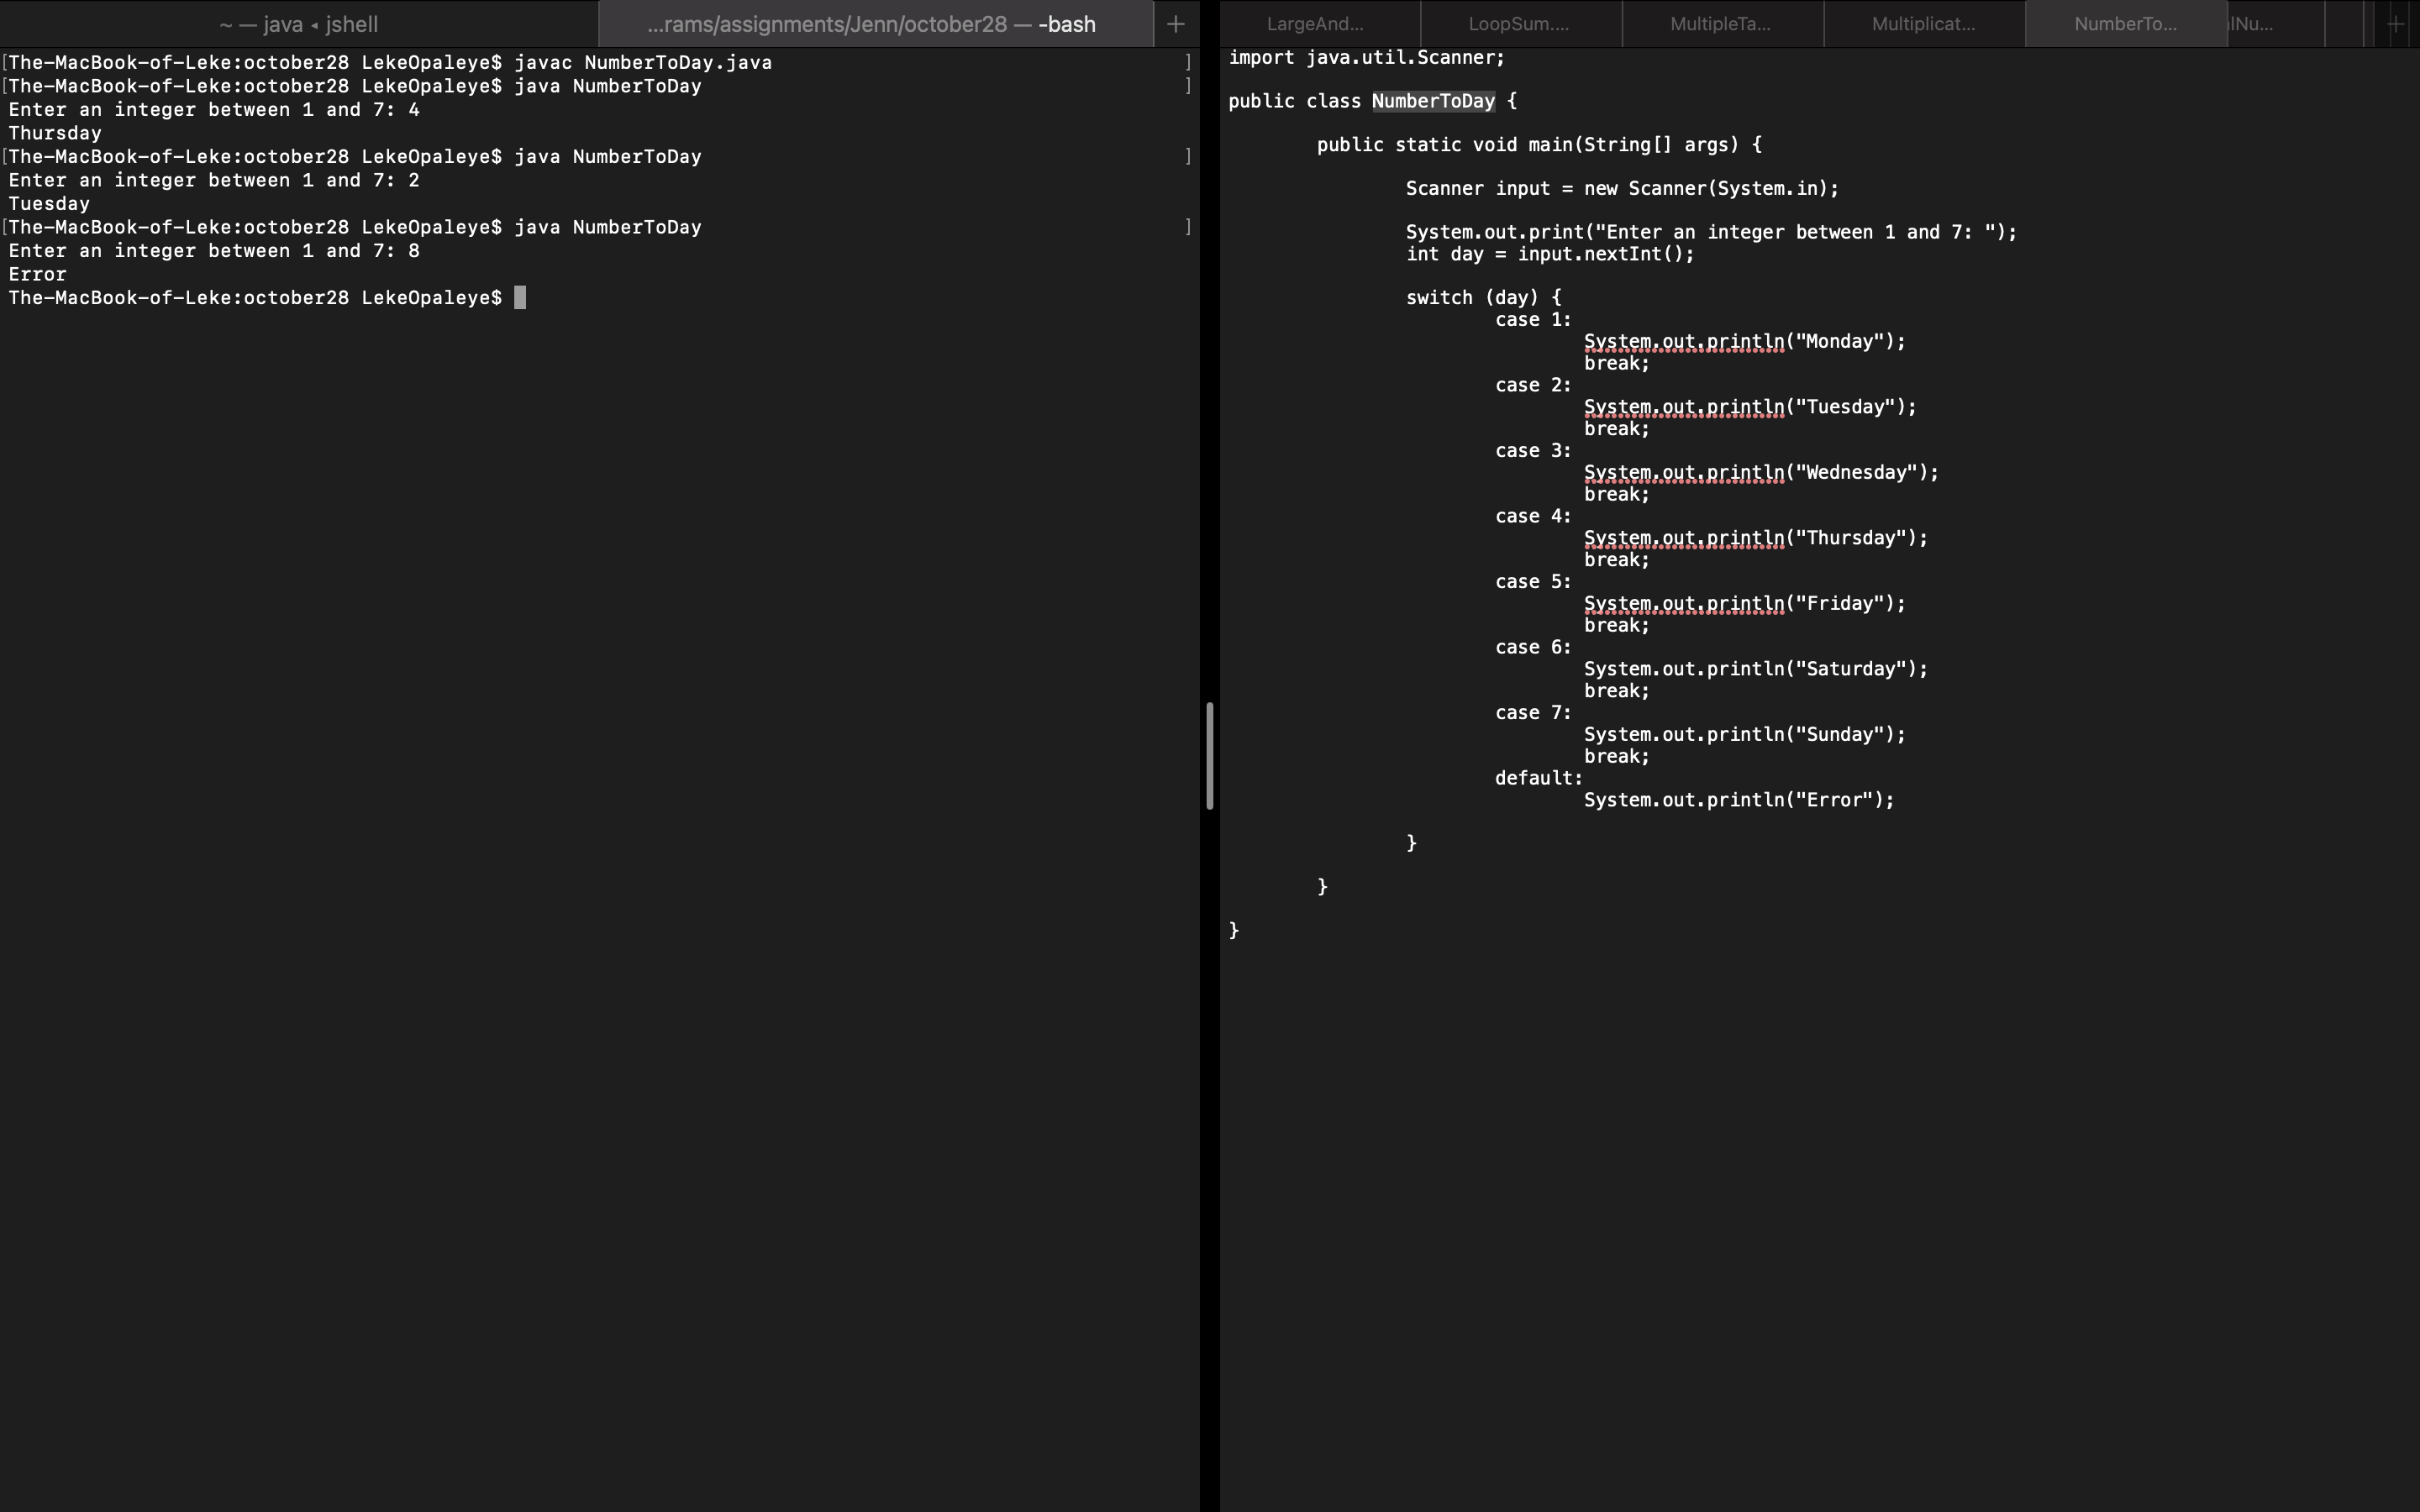 ~ — java ◂ jshell
...rams/assignments/Jenn/october28 — -bash
+
[The-MacBook-of-Leke:october28 LekeOpaleye$ javac NumberToDay.java ]
[The-MacBook-of-Leke:october28 LekeOpaleye$ java NumberToDay ]
Enter an integer between 1 and 7: 4
Thursday
[The-MacBook-of-Leke:october28 LekeOpaleye$ java NumberToDay ]
Enter an integer between 1 and 7: 2
Tuesday
[The-MacBook-of-Leke:october28 LekeOpaleye$ java NumberToDay ]
Enter an integer between 1 and 7: 8
Error
The-MacBook-of-Leke:october28 LekeOpaleye$
LargeAnd...
LoopSum....
MultipleTa...
Multiplicat...
NumberTo...
lNu...
+
import java.util.Scanner;
public class NumberToDay {
public static void main(String[] args) {
Scanner input = new Scanner(System.in);
System.out.print("Enter an integer between 1 and 7: ");
int day = input.nextInt();
switch (day) {
case 1:
System.out.println("Monday");
break;
case 2:
System.out.println("Tuesday");
break;
case 3:
System.out.println("Wednesday");
break;
case 4:
System.out.println("Thursday");
break;
case 5:
System.out.println("Friday");
break;
case 6:
System.out.println("Saturday");
break;
case 7:
System.out.println("Sunday");
break;
default:
System.out.println("Error");
}
}
}